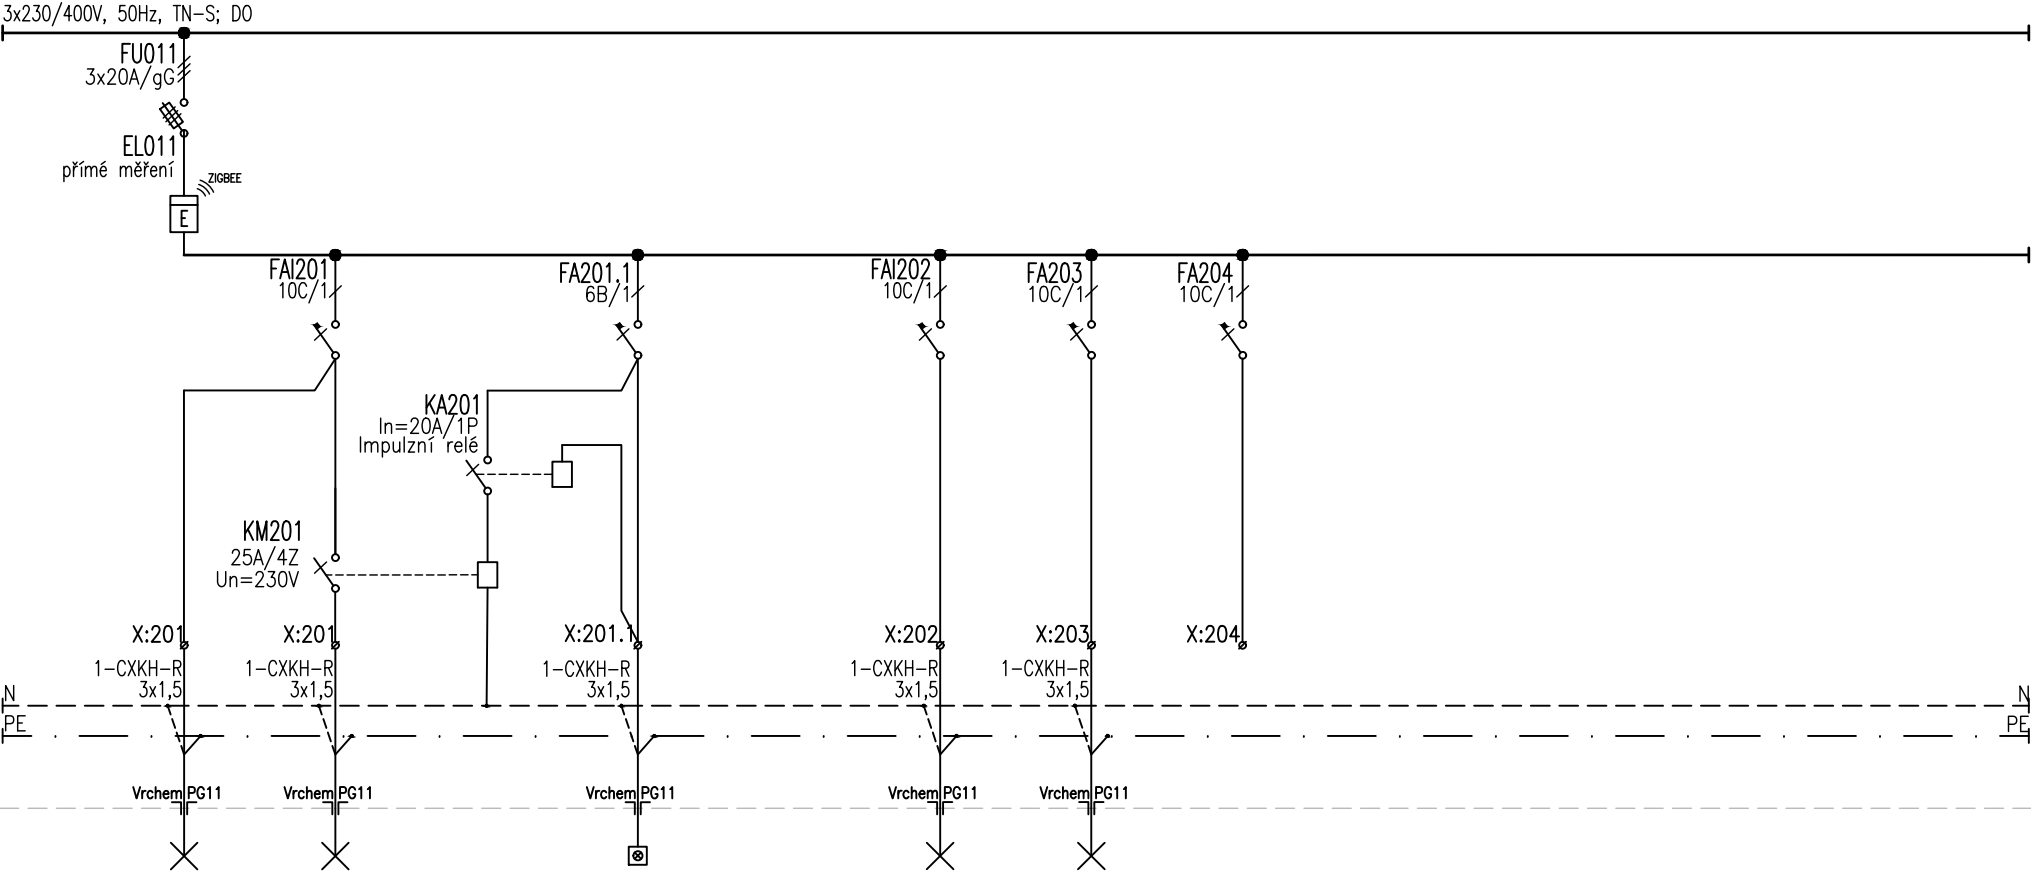 3x230/400V, 50Hz, TN-S; DO
FU011
3x20A/gG
EL011
přímé měření
ZIGBEE
E
FAI201
10C/1
FA201.1
6B/1
FAI202
10C/1
FA203
10C/1
FA204
10C/1
KA201
In=20A/1P
Impulzní relé
KM201
25A/4Z
Un=230V
X:201
X:201
X:201.1
X:202
X:203
X:204
1-CXKH-R
3x1,5
1-CXKH-R
3x1,5
1-CXKH-R
3x1,5
1-CXKH-R
3x1,5
1-CXKH-R
3x1,5
N
N
PE
PE
Vrchem PG11
Vrchem PG11
Vrchem PG11
Vrchem PG11
Vrchem PG11